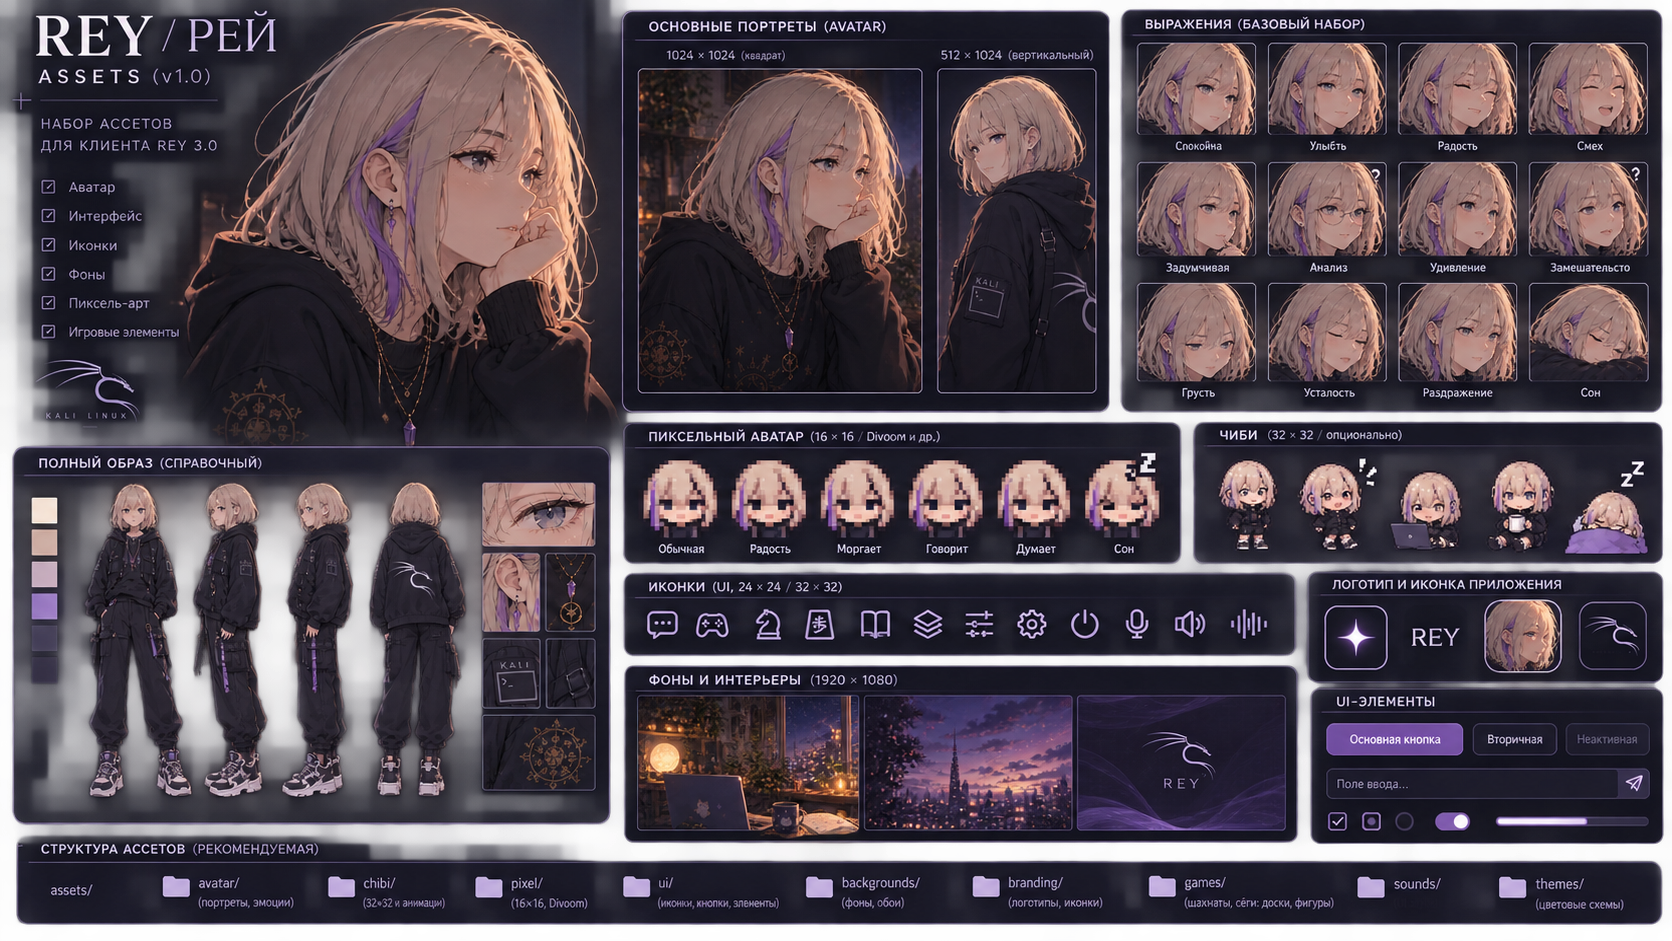 REY / РЕЙ
ASSETS (v1.0)
НАБОР АССЕТОВ
ДЛЯ КЛИЕНТА REY 3.0
Аватар
Интерфейс
Иконки
Фоны
Пиксель-арт
Игровые элементы
KALI LINUX
ОСНОВНЫЕ ПОРТРЕТЫ (AVATAR)
1024 × 1024 (квадрат)
512 × 1024 (вертикальный)
KALI
>_
ВЫРАЖЕНИЯ (БАЗОВЫЙ НАБОР)
Спокойна
Улыбть
Радость
Смех
?
?
Задумчивая
Анализ
Удивление
Замешательсто
Грусть
Усталость
Раздражение
Сон
ПОЛНЫЙ ОБРАЗ (СПРАВОЧНЫЙ)
KALI
>_
ПИКСЕЛЬНЫЙ АВАТАР (16 × 16 / Divoom и др.)
Z
z
Обычная
Радость
Моргает
Говорит
Думает
Сон
ЧИБИ (32 × 32 / опционально)
Z
z
ИКОНКИ (UI, 24 × 24 / 32 × 32)
歩
ЛОГОТИП И ИКОНКА ПРИЛОЖЕНИЯ
REY
ФОНЫ И ИНТЕРЬЕРЫ (1920 × 1080)
REY
UI-ЭЛЕМЕНТЫ
Основная кнопка
Вторичная
Неактивная
Поле ввода...
СТРУКТУРА АССЕТОВ (РЕКОМЕНДУЕМАЯ)
assets/
avatar/
(портреты, эмоции)
chibi/
(32×32 и анимации)
pixel/
(16×16, Divoom)
ui/
(иконки, кнопки, элементы)
backgrounds/
(фоны, обои)
branding/
(логотипы, иконки)
games/
(шахматы, сёги: доски, фигуры)
sounds/
themes/
(цветовые схемы)